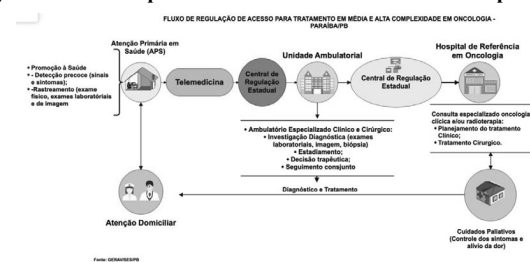 FLUXO DE REGULAÇÃO DE ACESSO PARA TRATAMENTO EM MÉDIA E ALTA COMPLEXIDADE EM ONCOLOGIA -
PARAÍBA/PB
Atenção Primária em
Saúde (APS)
• Promoção à Saúde
• - Detecção precoce (sinais
e sintomas);
• -Rastreamento (exame
físico, exames laboratóriais
e de imagem
Telemedicina
Central de
Regulação
Estadual
Unidade Ambulatorial
Central de Regulação
Estadual
Hospital de Referência
em Oncologia
• Ambulatório Especializado Clínico e Cirúrgico:
• Investigação Diagnóstica (exames
laboratoriais, imagem, biópsia)
• Estadiamento;
• Decisão trapêutica;
• Seguimento consjunto
Consulta especializado oncologia
clícica e/ou radioterapia:
• Planejamento do tratamento
Clínico;
• Tratamento Cirurgico.
Diagnóstico e Tratamento
Atenção Domiciliar
Cuidados Paliativos
(Controle dos sintomas e
alívio da dor)
Fonte: GERAV/SES/PB